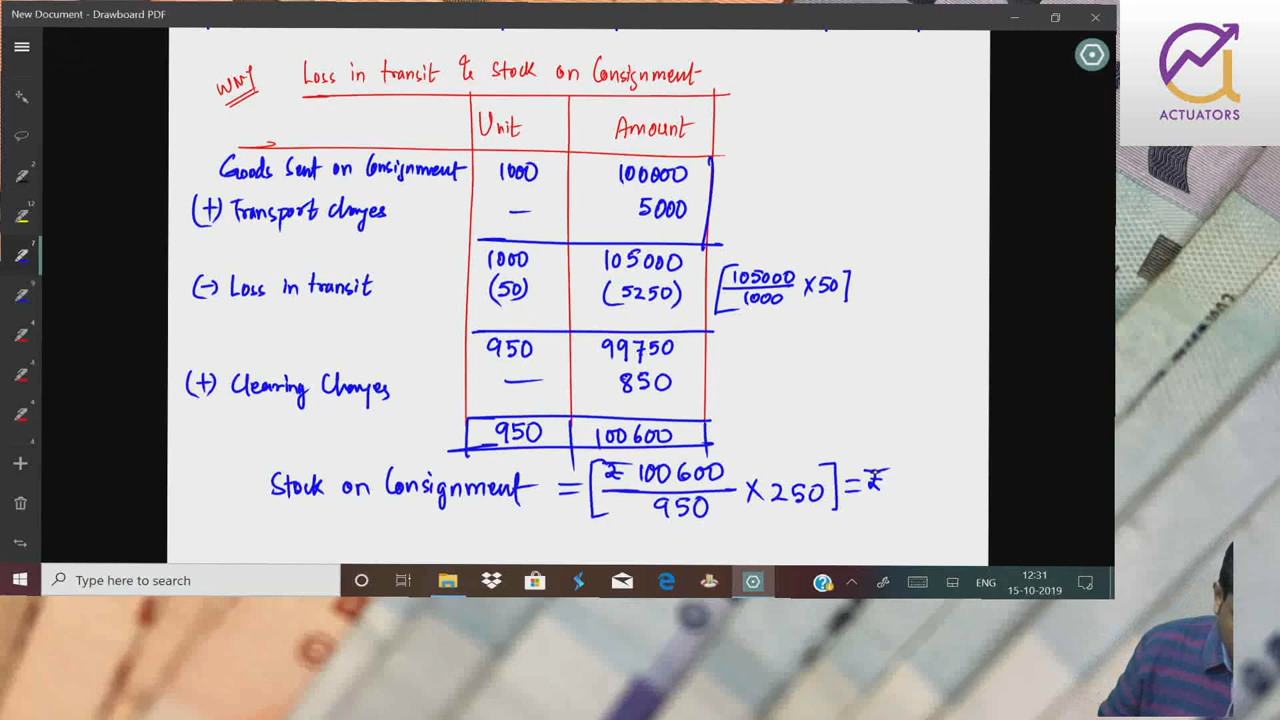 New Document - Drawboard PDF
ACTUATORS
WN1 Loss in transit & Stock on Consignment
Unit Amount
Goods Sent on Consignment 1000 100000
(+) Transport charges — 5000
1000 105000
(-) Loss in transit (50) (5250) [105000/1000 × 50]
950 99750
(+) Clearing Charges — 850
950 100600
Stock on Consignment = [₹ 100600/950 × 250] = ₹
Type here to search
ENG
12:31
15-10-2019